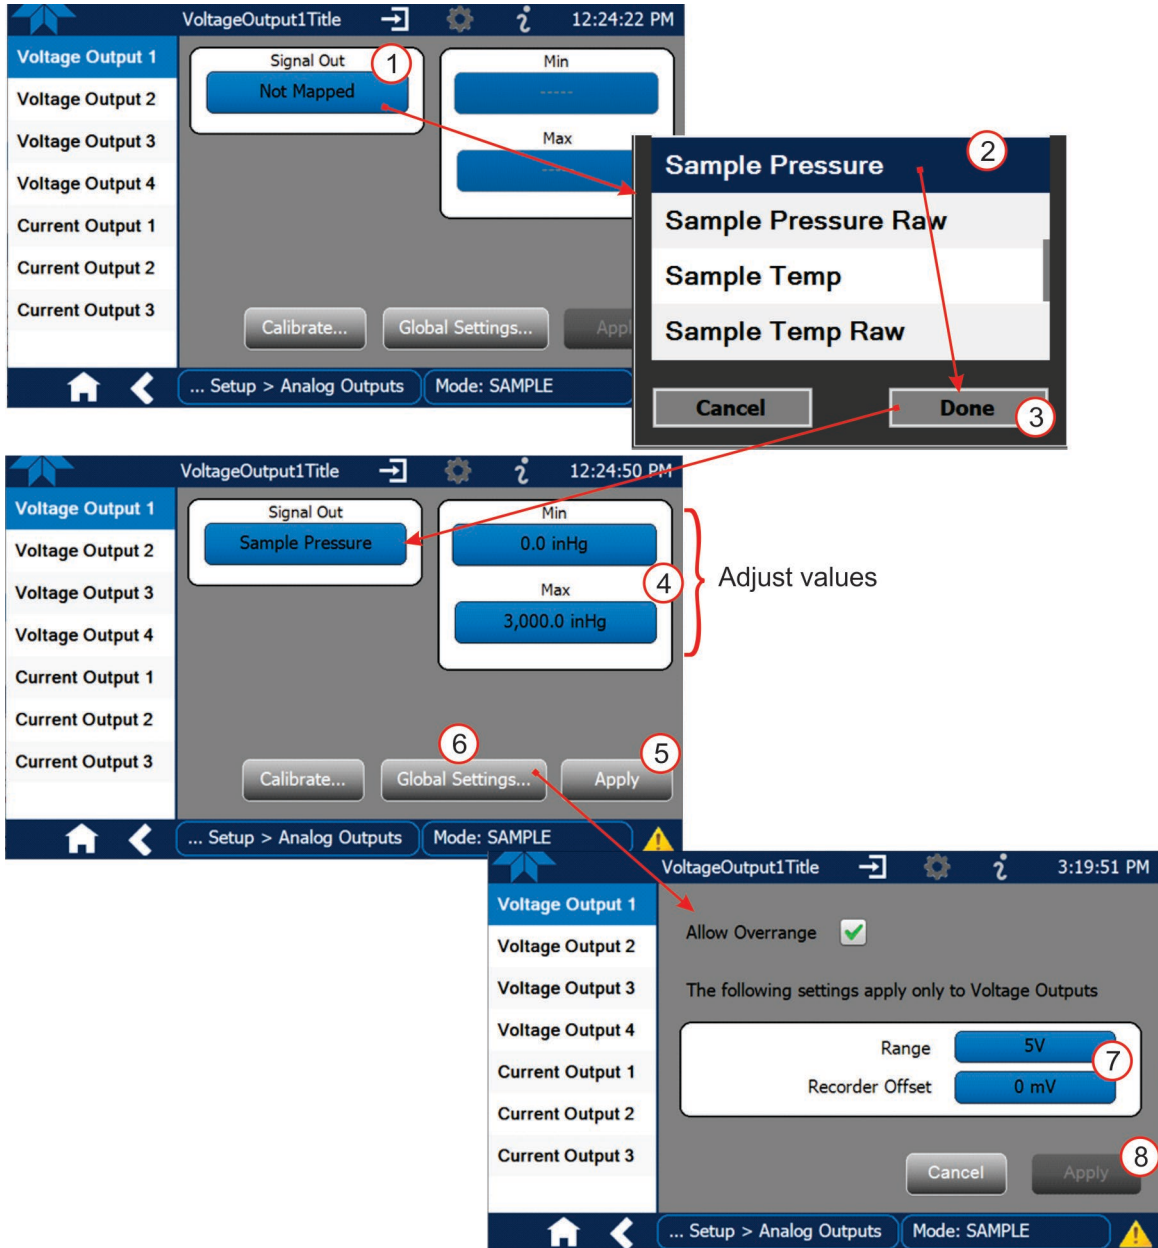 VoltageOutput1Title 12:24:22 PM
Voltage Output 1
Voltage Output 2
Voltage Output 3
Voltage Output 4
Current Output 1
Current Output 2
Current Output 3
Signal Out 1
Not Mapped
Min
-----
Max
----
Calibrate... Global Settings... Appl
... Setup > Analog Outputs Mode: SAMPLE
Sample Pressure 2
Sample Pressure Raw
Sample Temp
Sample Temp Raw
Cancel Done 3
VoltageOutput1Title 12:24:50 PM
Voltage Output 1
Voltage Output 2
Voltage Output 3
Voltage Output 4
Current Output 1
Current Output 2
Current Output 3
Signal Out
Sample Pressure
Min
0.0 inHg
4
Max
3,000.0 inHg
Adjust values
6
5
Calibrate... Global Settings... Apply
... Setup > Analog Outputs Mode: SAMPLE
VoltageOutput1Title 3:19:51 PM
Voltage Output 1
Voltage Output 2
Voltage Output 3
Voltage Output 4
Current Output 1
Current Output 2
Current Output 3
Allow Overrange
The following settings apply only to Voltage Outputs
Range 5V
7
Recorder Offset 0 mV
8
Cancel Apply
... Setup > Analog Outputs Mode: SAMPLE